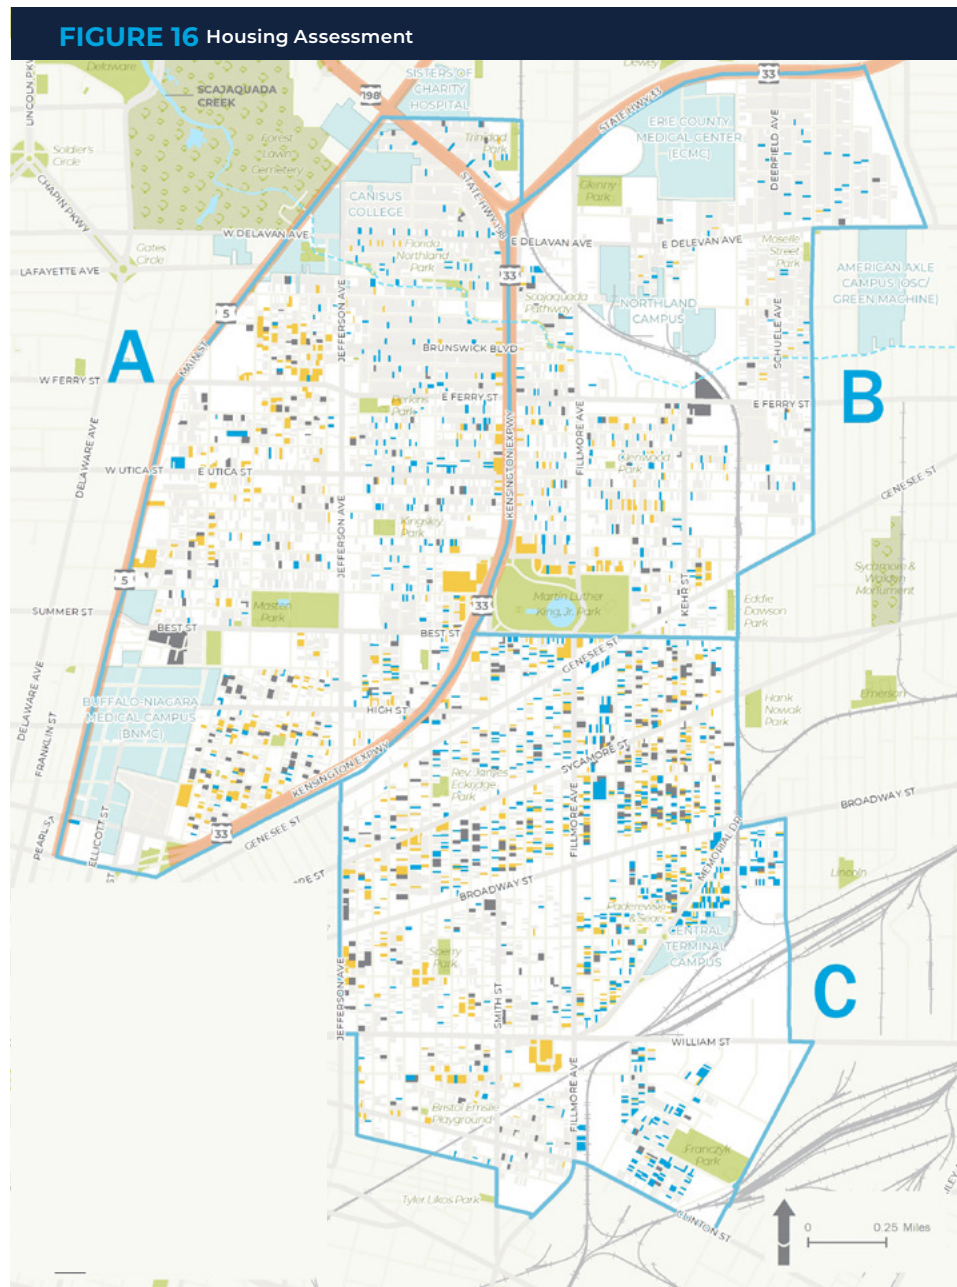 FIGURE 16 Housing Assessment
Delaware
SCAJAQUADA
CREEK
SISTERS OF
CHARITY
HOSPITAL
198
Dewey
33
STATE HWY 33
LINCOLN PKWY
Soldier's
Circle
Forest
Lawn
Cemetery
Trinidad
Park
ERIE COUNTY
MEDICAL CENTER
(ECMC)
DEERFIELD AVE
CHAPIN PKWY
CANISUS
COLLEGE
STATE HWY 198
Glenny
Park
W DELAVAN AVE
E DELAVAN AVE
E DELEVAN AVE
Moselle
Street
Park
Gates
Circle
Florida
Northland
Park
LAFAYETTE AVE
33
AMERICAN AXLE
CAMPUS (OSC/
GREEN MACHINE)
5
JEFFERSON AVE
Scajaquada
Pathway
NORTHLAND
CAMPUS
SCHUELE AVE
A
MAIN ST
BRUNSWICK BLVD
W FERRY ST
E FERRY ST
E FERRY ST
B
Perkins
Park
DELAWARE AVE
KENSINGTON EXPWY
FILLMORE AVE
W UTICA ST
E UTICA ST
Glenwood
Park
GENESEE ST
JEFFERSON AVE
Kingsley
Park
5
33
KEHR ST
Sycamore &
Walden
Monument
SUMMER ST
Masten
Park
Martin Luther
King, Jr. Park
Eddie
Dawson
Park
BEST ST
BEST ST
GENESEE ST
DELAWARE AVE
BUFFALO-NIAGARA
MEDICAL CAMPUS
(BNMC)
HIGH ST
Hank
Nowak
Park
Emerson
FRANKLIN ST
KENSINGTON EXPWY
SYCAMORE ST
Rev. James
Eckridge
Park
BROADWAY ST
PEARL ST
ELLICOTT ST
33
GENESEE ST
FILLMORE AVE
MEMORIAL DR
Lincoln
BROADWAY ST
Paderewski
& Sears
CENTRAL
TERMINAL
CAMPUS
Sperry
Park
JEFFERSON AVE
SMITH ST
C
WILLIAM ST
FILLMORE AVE
Bristol Emslie
Playground
Franczyk
Park
Tyler Likos Park
CLINTON ST
0 0.25 Miles